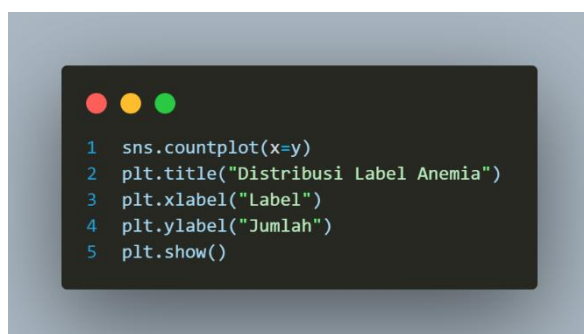 1 sns.countplot(x=y)
2 plt.title("Distribusi Label Anemia")
3 plt.xlabel("Label")
4 plt.ylabel("Jumlah")
5 plt.show()